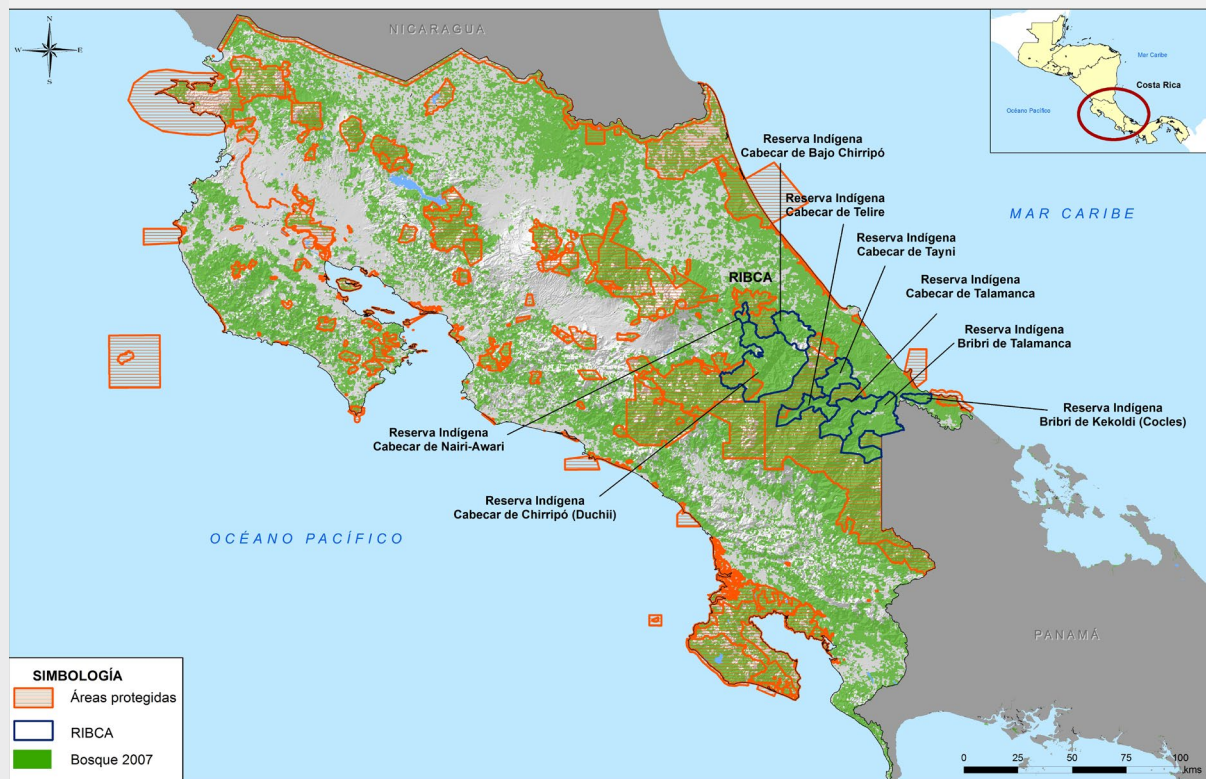 N
W
E
S
NICARAGUA
Mar Caribe
Costa Rica
Océano Pacífico
Reserva Indígena
Cabecar de Bajo Chirripó
Reserva Indígena
Cabecar de Telire
MAR CARIBE
Reserva Indígena
Cabecar de Tayni
RIBCA
Reserva Indígena
Cabecar de Talamanca
Reserva Indígena
Bribri de Talamanca
Reserva Indígena
Bribri de Kekoldi (Cocles)
Reserva Indígena
Cabecar de Nairi-Awari
Reserva Indígena
Cabecar de Chirripó (Duchii)
OCÉANO PACÍFICO
PANAMÁ
SIMBOLOGÍA
Áreas protegidas
RIBCA
Bosque 2007
0 25 50 75 100
kms